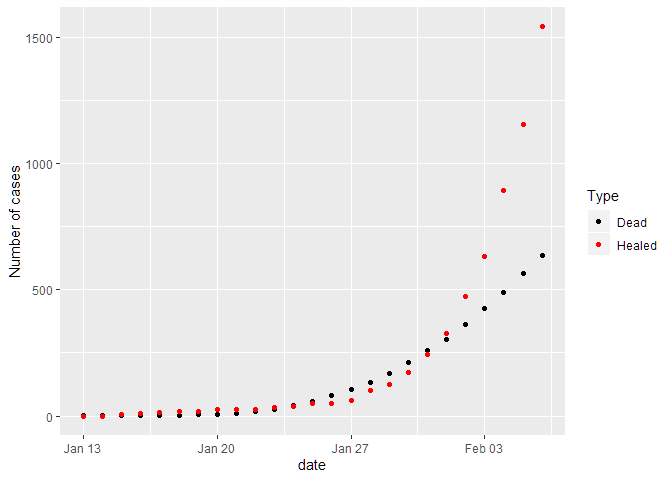 1500
1000
500
0
Number of cases
Jan 13
Jan 20
Jan 27
Feb 03
date
Type
Dead
Healed